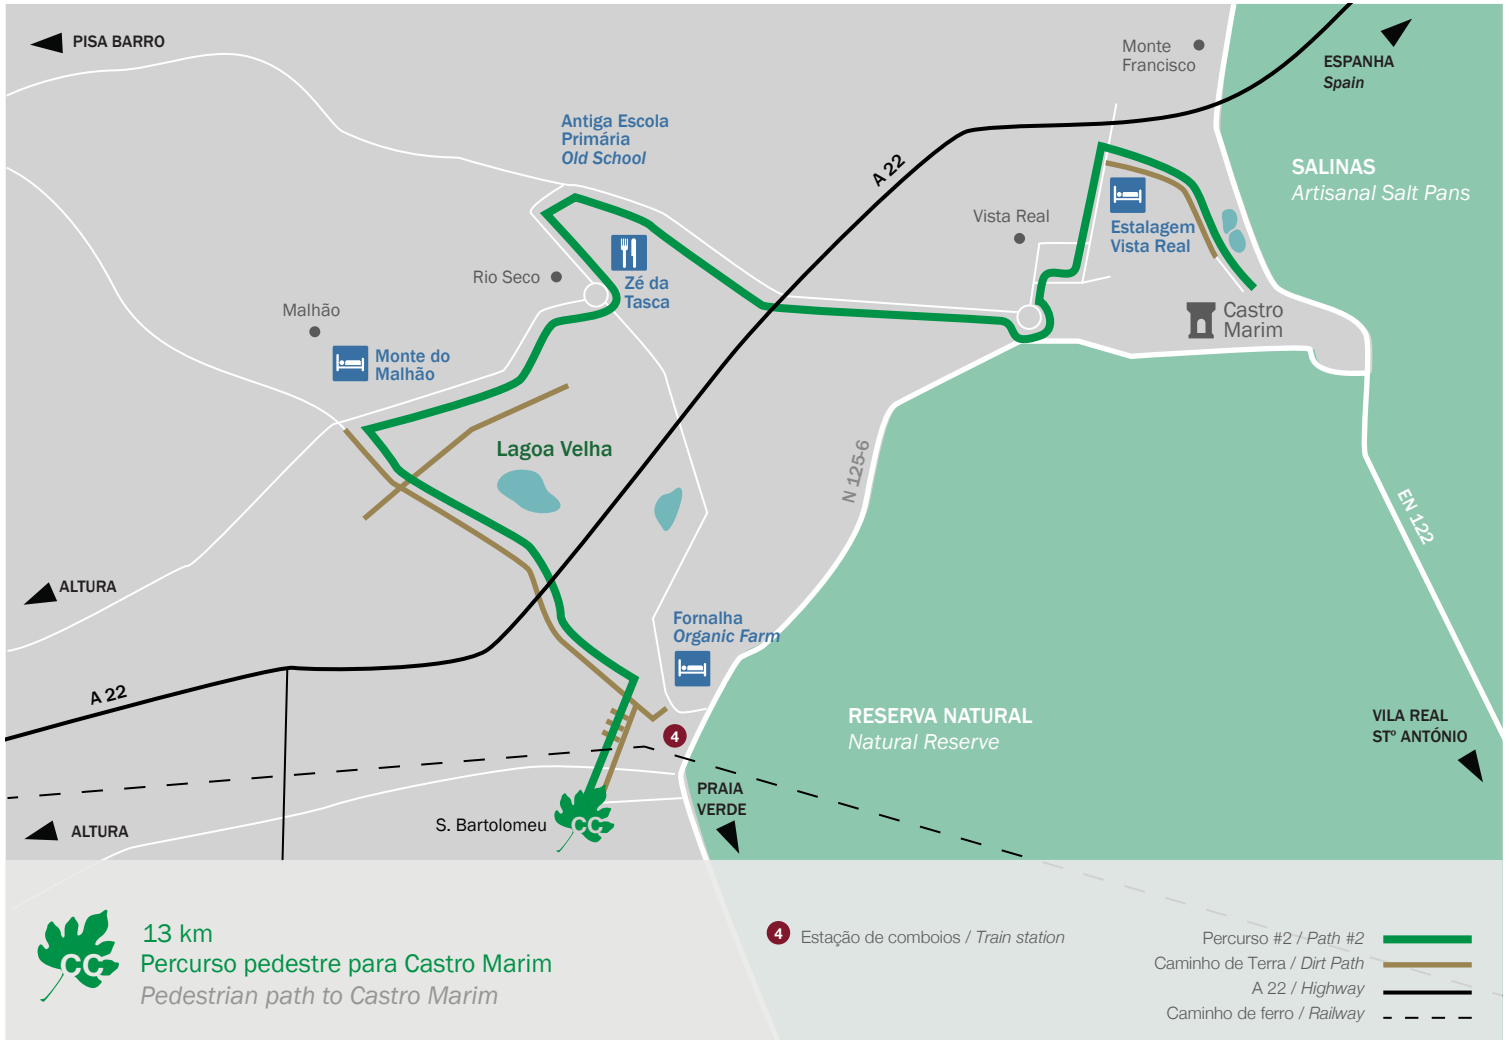 PISA BARRO
Monte
Francisco
ESPANHA
Spain
Antiga Escola
Primária
Old School
A 22
SALINAS
Artisanal Salt Pans
Vista Real
Estalagem
Vista Real
Rio Seco
Zé da
Tasca
Malhão
Castro
Marim
Monte do
Malhão
Lagoa Velha
N 125-6
EN 122
ALTURA
Fornalha
Organic Farm
A 22
RESERVA NATURAL
Natural Reserve
VILA REAL
STº ANTÓNIO
4
PRAIA
VERDE
ALTURA
S. Bartolomeu
CC
13 km
CC
Percurso pedestre para Castro Marim
Pedestrian path to Castro Marim
4 Estação de comboios / Train station
Percurso #2 / Path #2
Caminho de Terra / Dirt Path
A 22 / Highway
Caminho de ferro / Railway